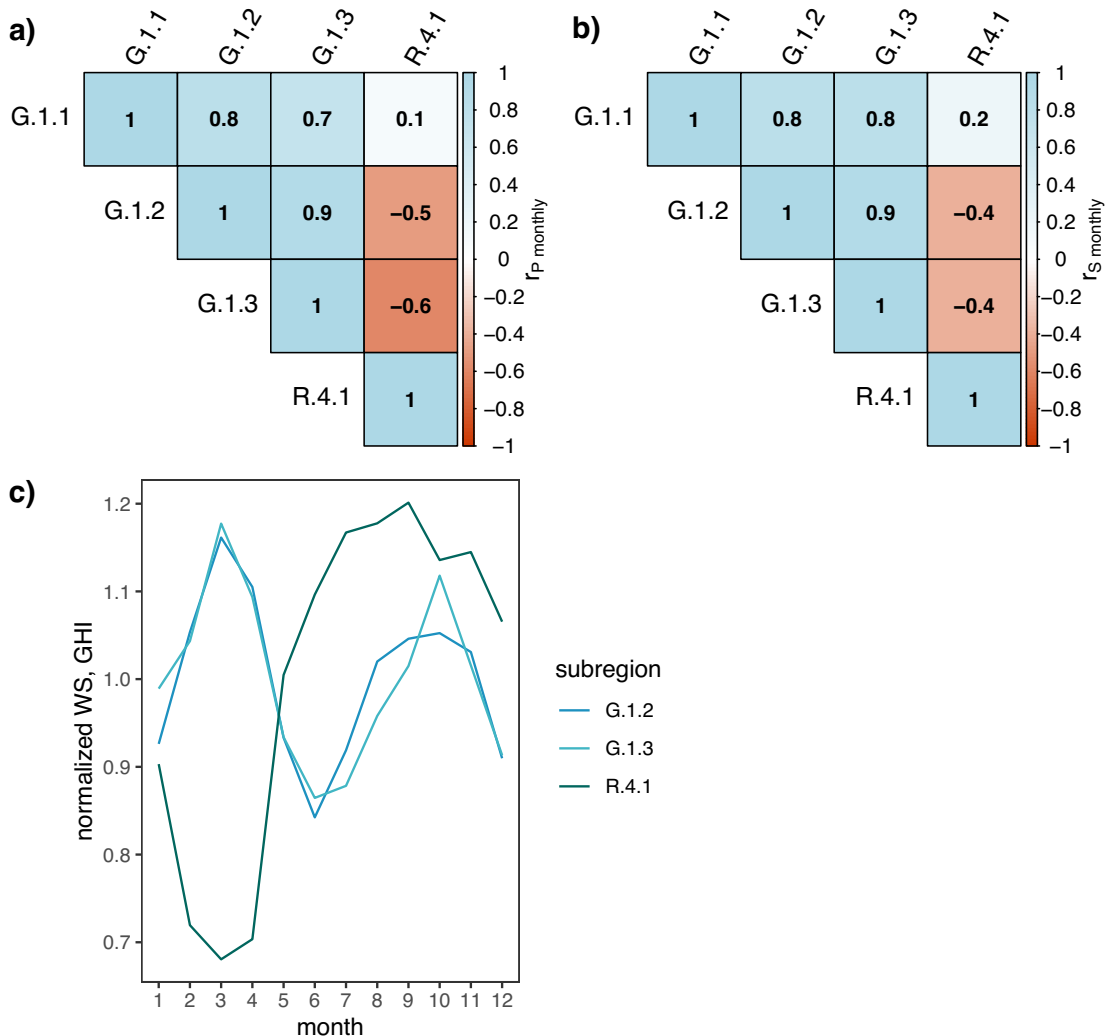 a)
G.1.1 G.1.2 G.1.3 R.4.1
G.1.1 1 0.8 0.7 0.1
G.1.2 1 0.9 −0.5
G.1.3 1 −0.6
R.4.1 1
1
0.8
0.6
0.4
0.2
0
−0.2
−0.4
−0.6
−0.8
−1
rP monthly
b)
G.1.1 G.1.2 G.1.3 R.4.1
G.1.1 1 0.8 0.8 0.2
G.1.2 1 0.9 −0.4
G.1.3 1 −0.4
R.4.1 1
1
0.8
0.6
0.4
0.2
0
−0.2
−0.4
−0.6
−0.8
−1
rS monthly
c)
normalized WS, GHI
1.2
1.1
1.0
0.9
0.8
0.7
1 2 3 4 5 6 7 8 9 10 11 12
month
subregion
G.1.2
G.1.3
R.4.1